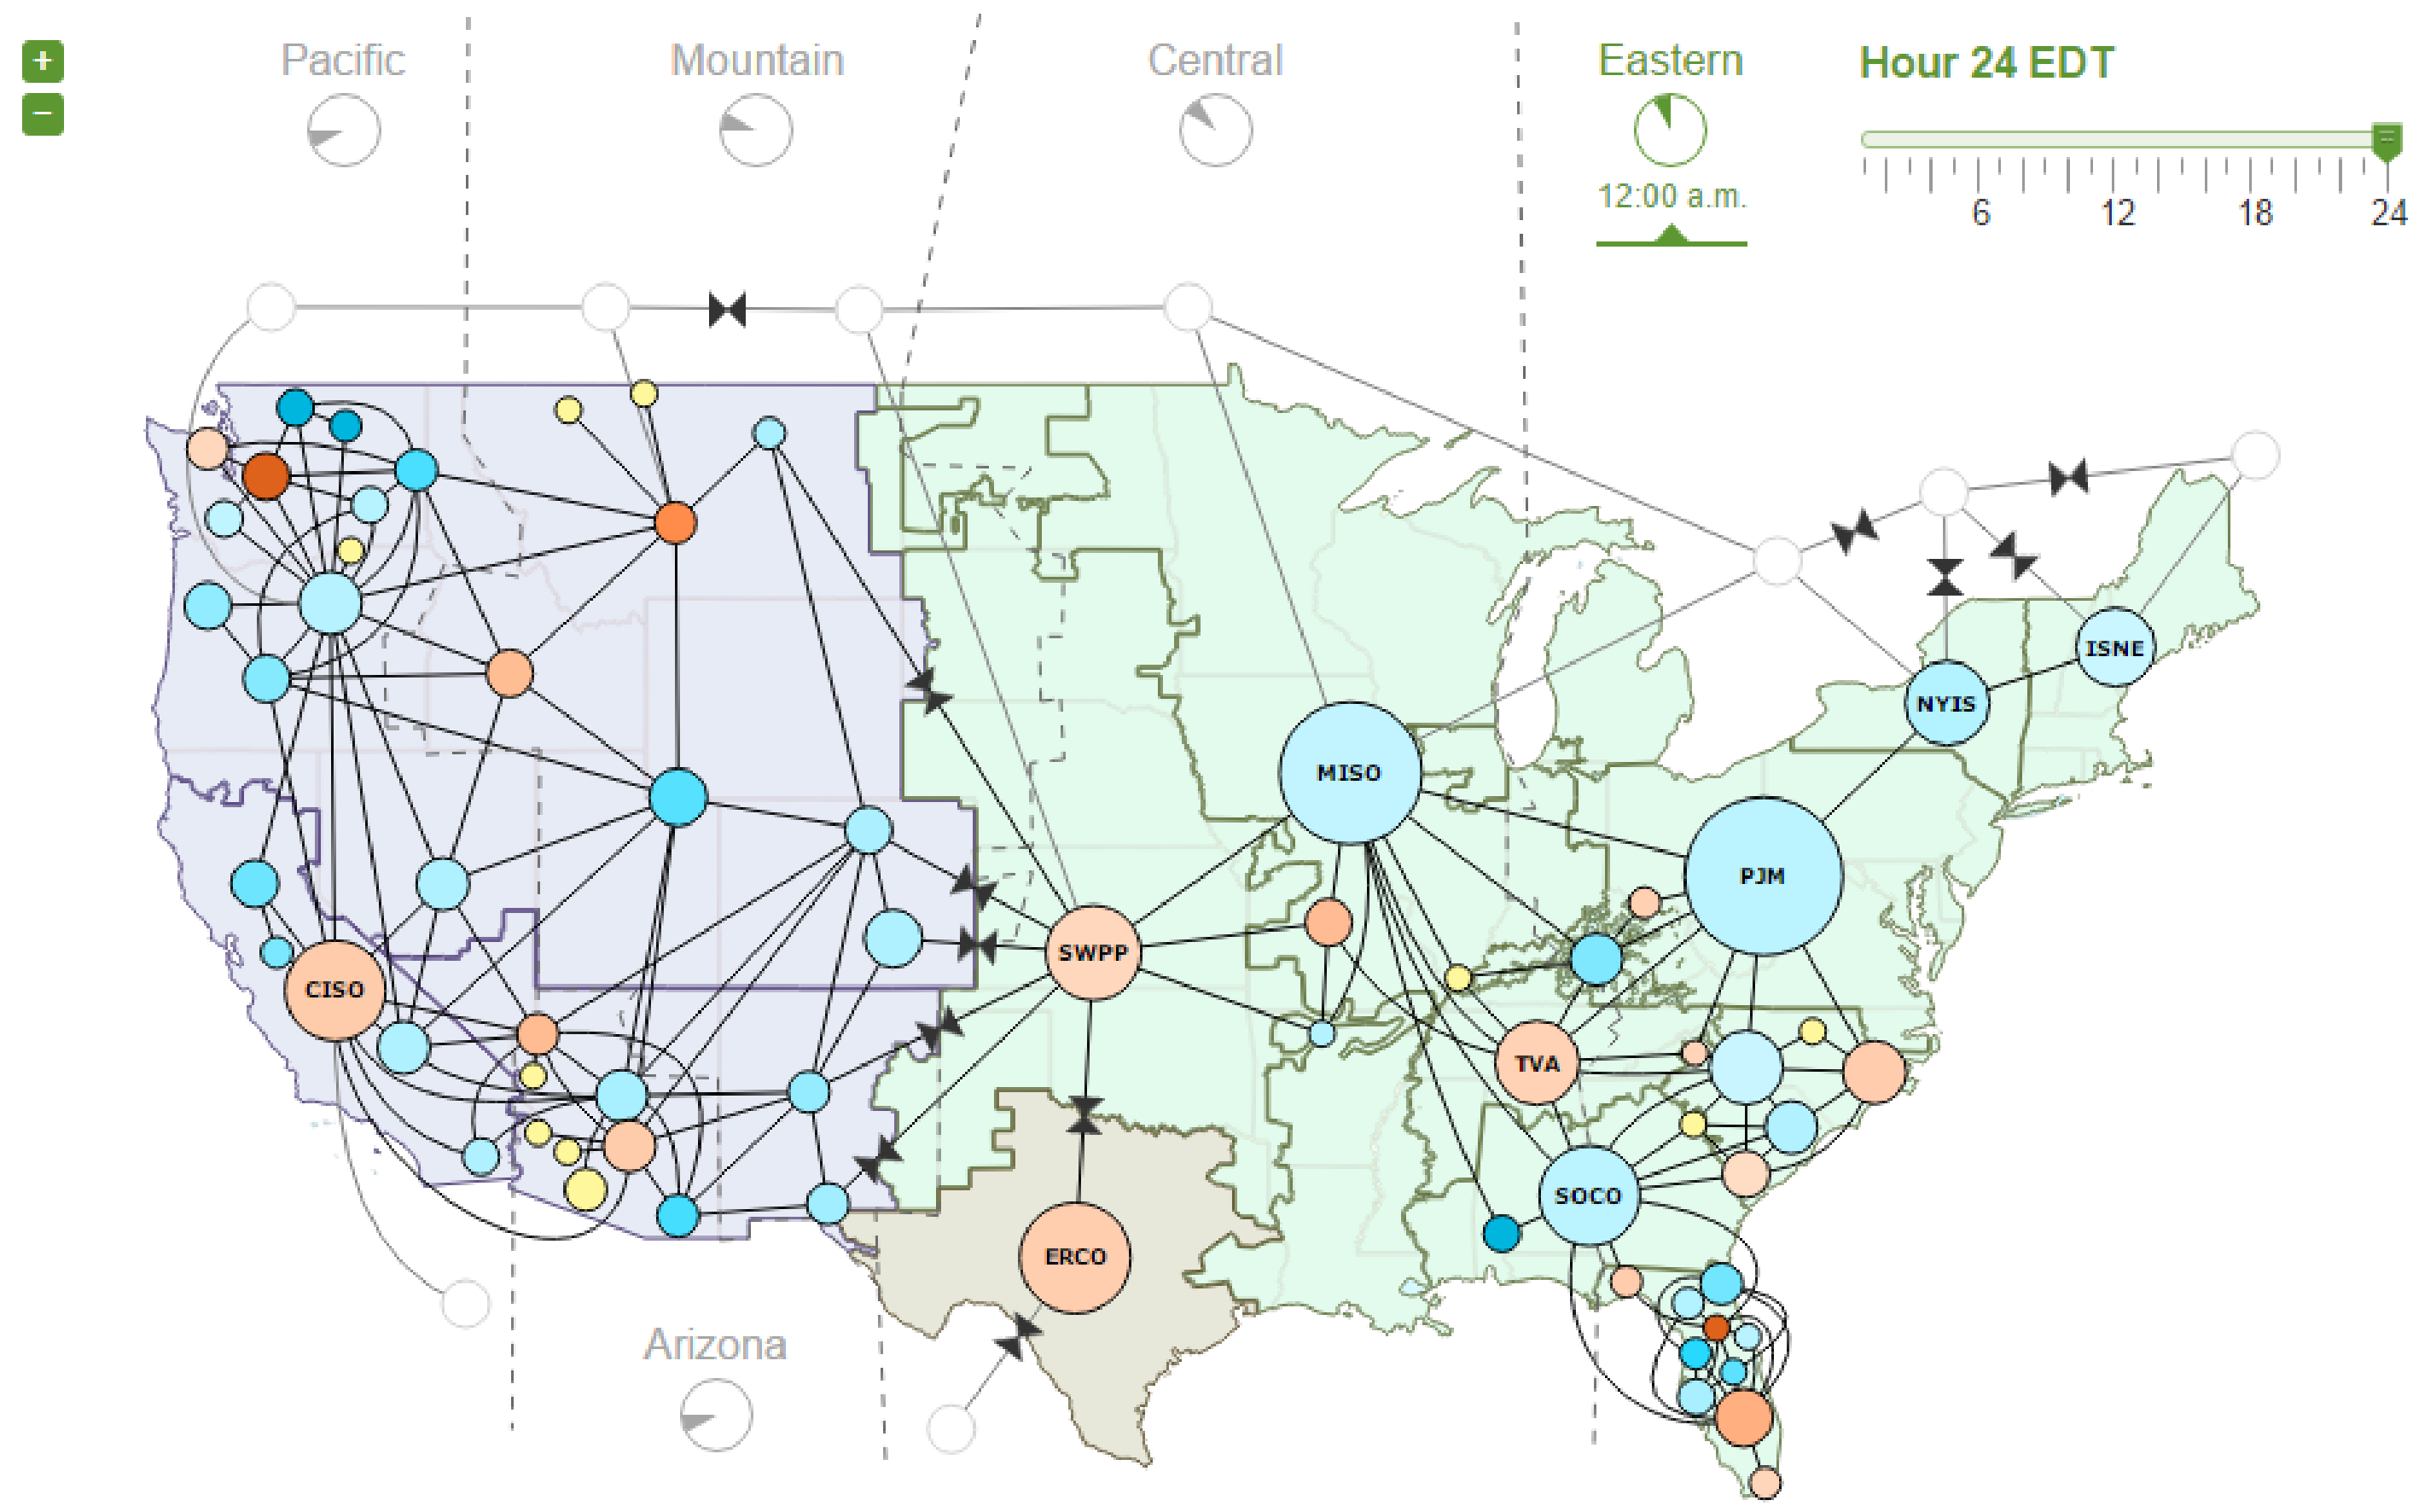 +
−
Pacific
Mountain
Central
Eastern
12:00 a.m.
Hour 24 EDT
6 12 18 24
ISNE
NYIS
MISO
PJM
SWPP
CISO
TVA
SOCO
ERCO
Arizona